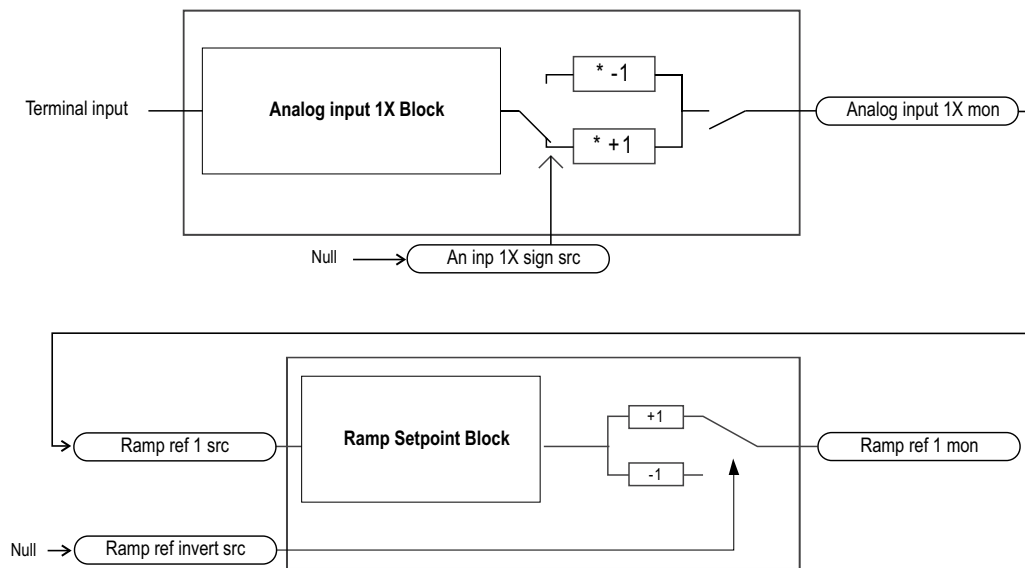 * -1
Terminal input
Analog input 1X Block
Analog input 1X mon
* +1
Null
An inp 1X sign src
Ramp ref 1 src
Ramp Setpoint Block
+1
Ramp ref 1 mon
-1
Null
Ramp ref invert src